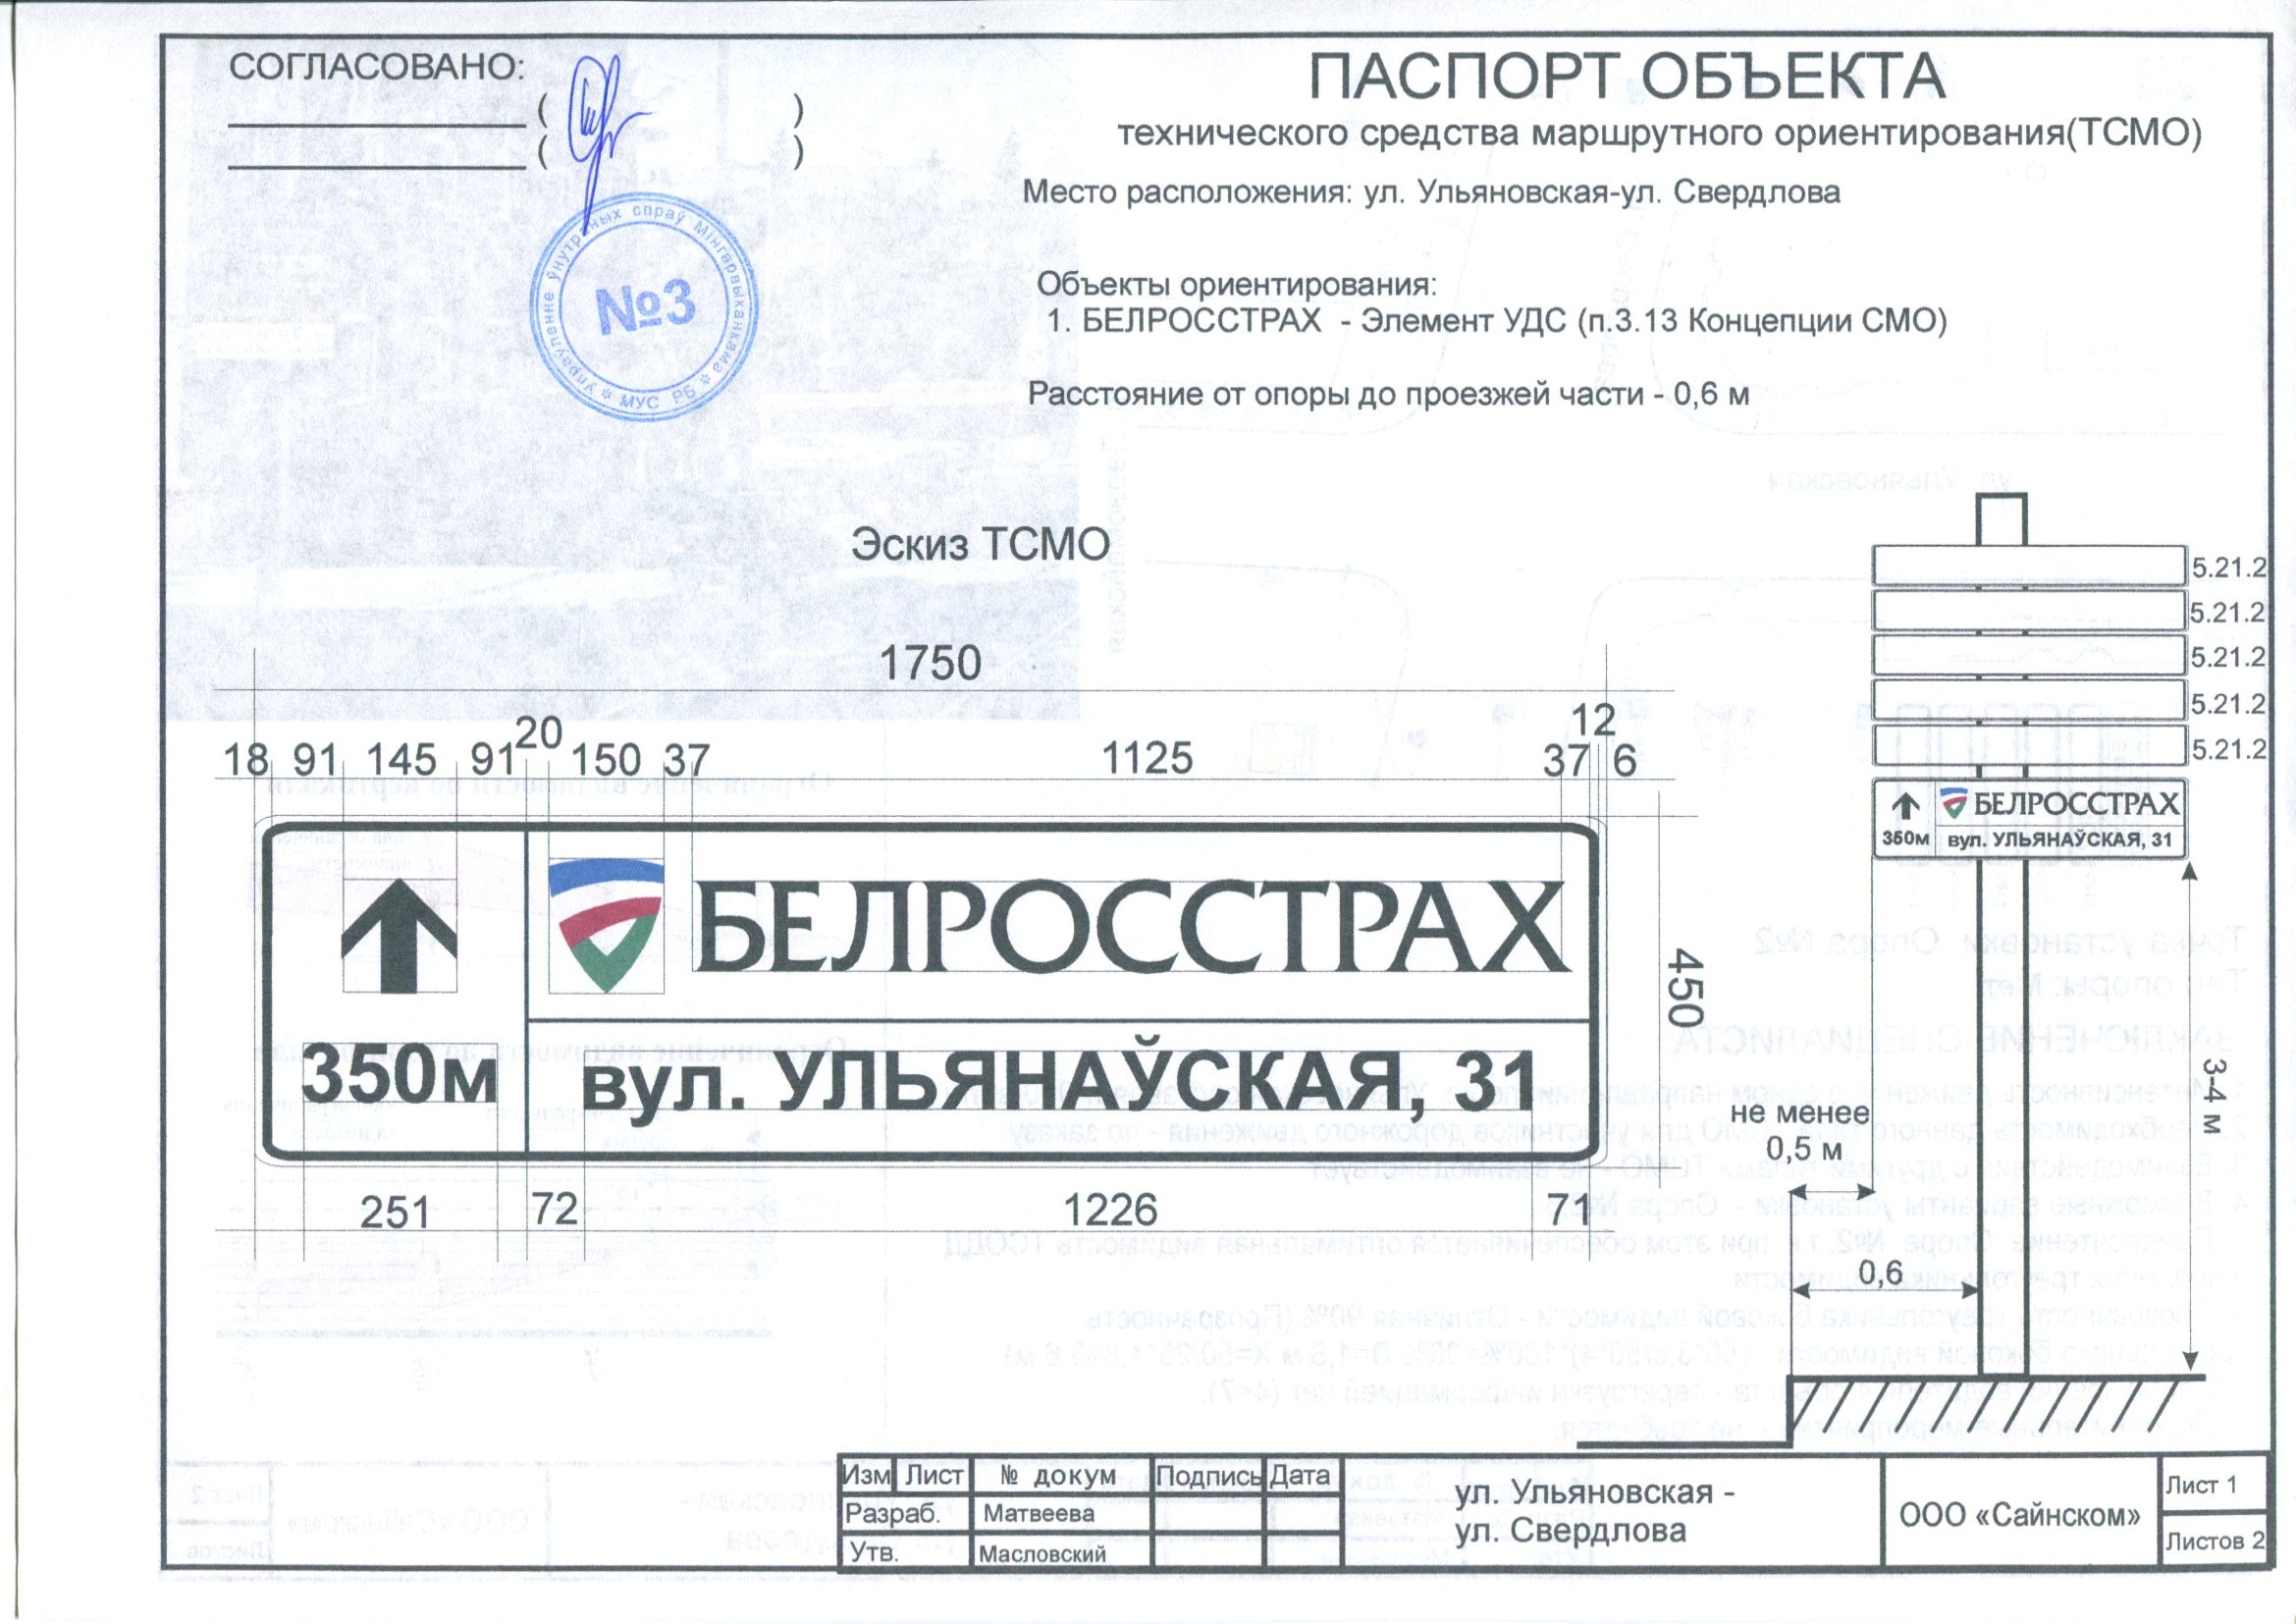 СОГЛАСОВАНО:
( )
( )
ПАСПОРТ ОБЪЕКТА
технического средства маршрутного ориентирования(ТСМО)
Место расположения: ул. Ульяновская-ул. Свердлова
Упраўленне ўнутраных спраў Мінгарвыканкама * МУС РБ *
№3
Объекты ориентирования:
1. БЕЛРОССТРАХ - Элемент УДС (п.3.13 Концепции СМО)
Расстояние от опоры до проезжей части - 0,6 м
Эскиз ТСМО
1750
18 91 145 91 20 150 37 1125 37 12 6
БЕЛРОССТРАХ
350м вул. УЛЬЯНАЎСКАЯ, 31
450
251 72 1226 71
5.21.2
5.21.2
5.21.2
5.21.2
5.21.2
БЕЛРОССТРАХ
350м вул. УЛЬЯНАЎСКАЯ, 31
3-4 м
не менее
0,5 м
0,6
Изм Лист № докум Подпись Дата
Разраб. Матвеева
Утв. Масловский
ул. Ульяновская -
ул. Свердлова
ООО «Сайнском»
Лист 1
Листов 2